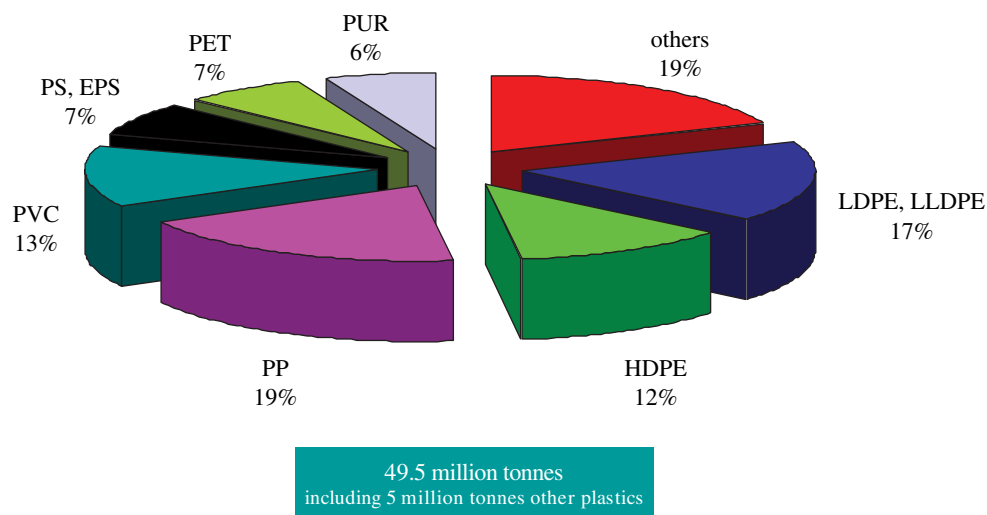 PUR
6%
PET
7%
PS, EPS
7%
PVC
13%
PP
19%
HDPE
12%
LDPE, LLDPE
17%
others
19%
49.5 million tonnes
including 5 million tonnes other plastics